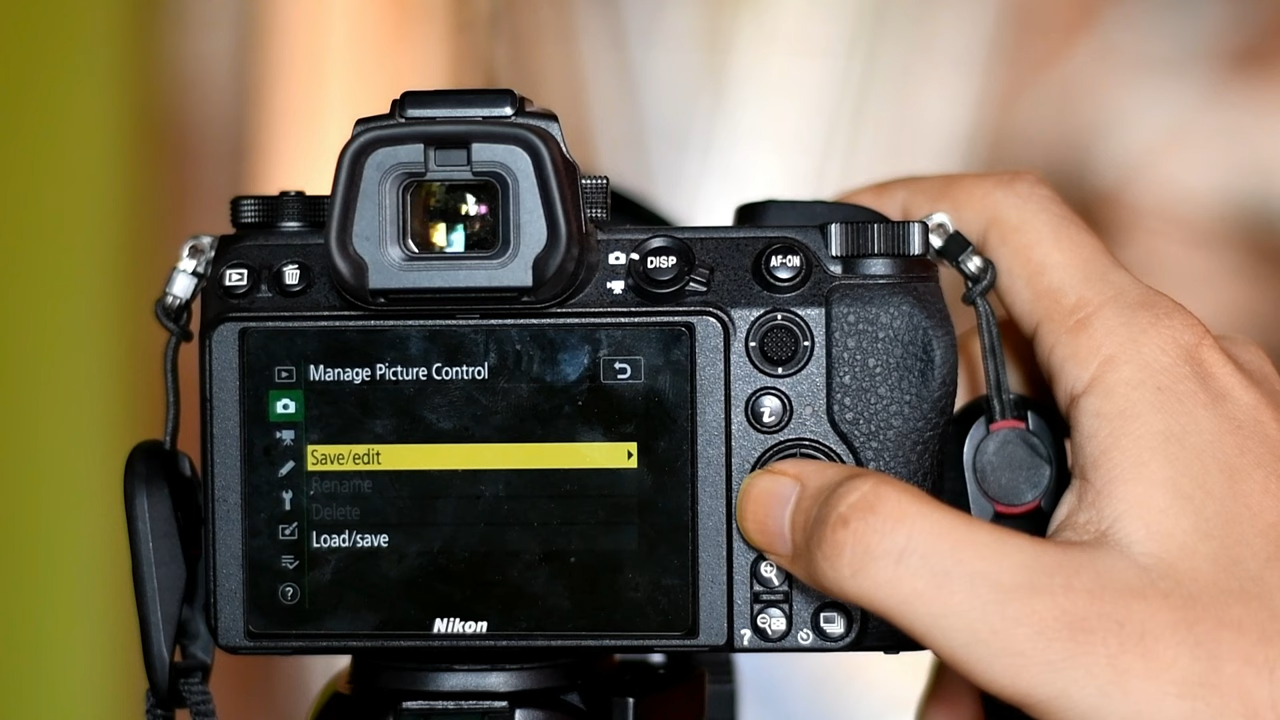 DISP
AF-ON
i
Manage Picture Control
Save/edit
Rename
Delete
Load/save
?
Nikon
?